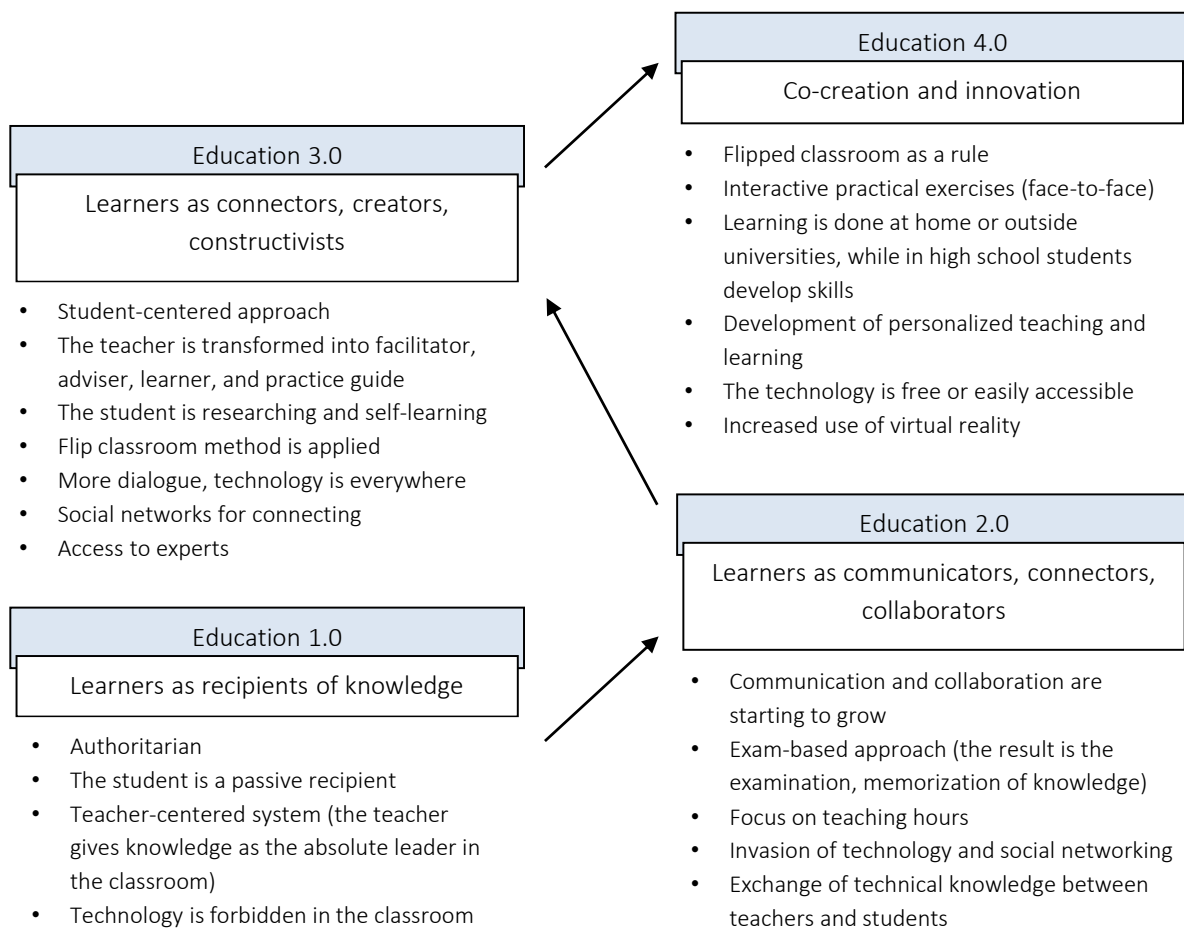 Education 4.0
Co-creation and innovation
• Flipped classroom as a rule
• Interactive practical exercises (face-to-face)
• Learning is done at home or outside
universities, while in high school students
develop skills
• Development of personalized teaching and
learning
• The technology is free or easily accessible
• Increased use of virtual reality
Education 3.0
Learners as connectors, creators,
constructivists
• Student-centered approach
• The teacher is transformed into facilitator,
adviser, learner, and practice guide
• The student is researching and self-learning
• Flip classroom method is applied
• More dialogue, technology is everywhere
• Social networks for connecting
• Access to experts
Education 2.0
Learners as communicators, connectors,
collaborators
• Communication and collaboration are
starting to grow
• Exam-based approach (the result is the
examination, memorization of knowledge)
• Focus on teaching hours
• Invasion of technology and social networking
• Exchange of technical knowledge between
teachers and students
Education 1.0
Learners as recipients of knowledge
• Authoritarian
• The student is a passive recipient
• Teacher-centered system (the teacher
gives knowledge as the absolute leader in
the classroom)
• Technology is forbidden in the classroom